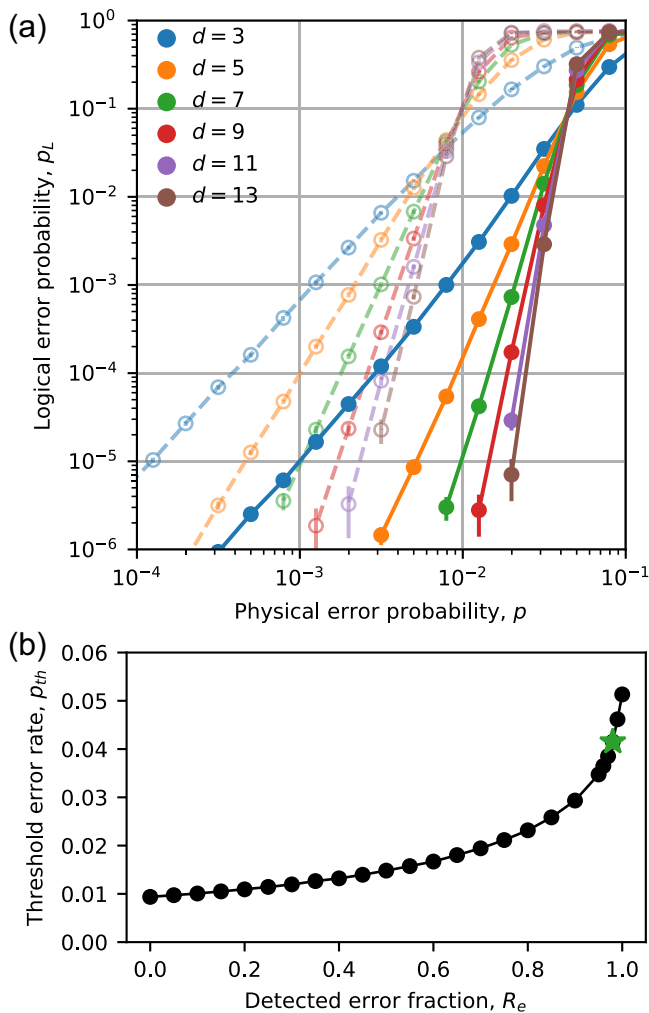 (a)
10⁰
10⁻¹
10⁻²
10⁻³
10⁻⁴
10⁻⁵
10⁻⁶
Logical error probability, p_L
d = 3
d = 5
d = 7
d = 9
d = 11
d = 13
10⁻⁴ 10⁻³ 10⁻² 10⁻¹
Physical error probability, p
(b)
0.06
0.05
0.04
0.03
0.02
0.01
0.00
Threshold error rate, p_th
0.0 0.2 0.4 0.6 0.8 1.0
Detected error fraction, R_e